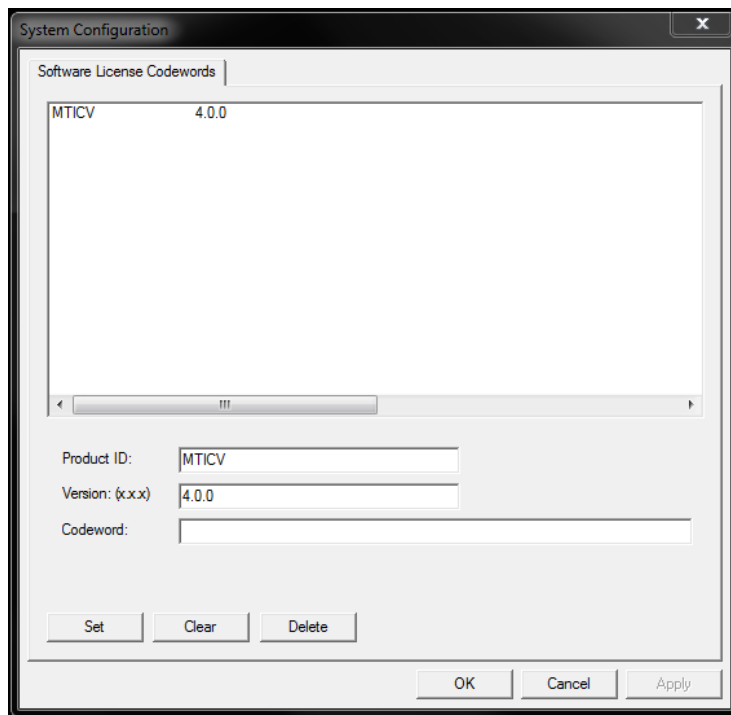 System Configuration
Software License Codewords
MTICV 4.0.0
Product ID: MTICV
Version: (x.x.x) 4.0.0
Codeword:
Set Clear Delete
OK Cancel Apply